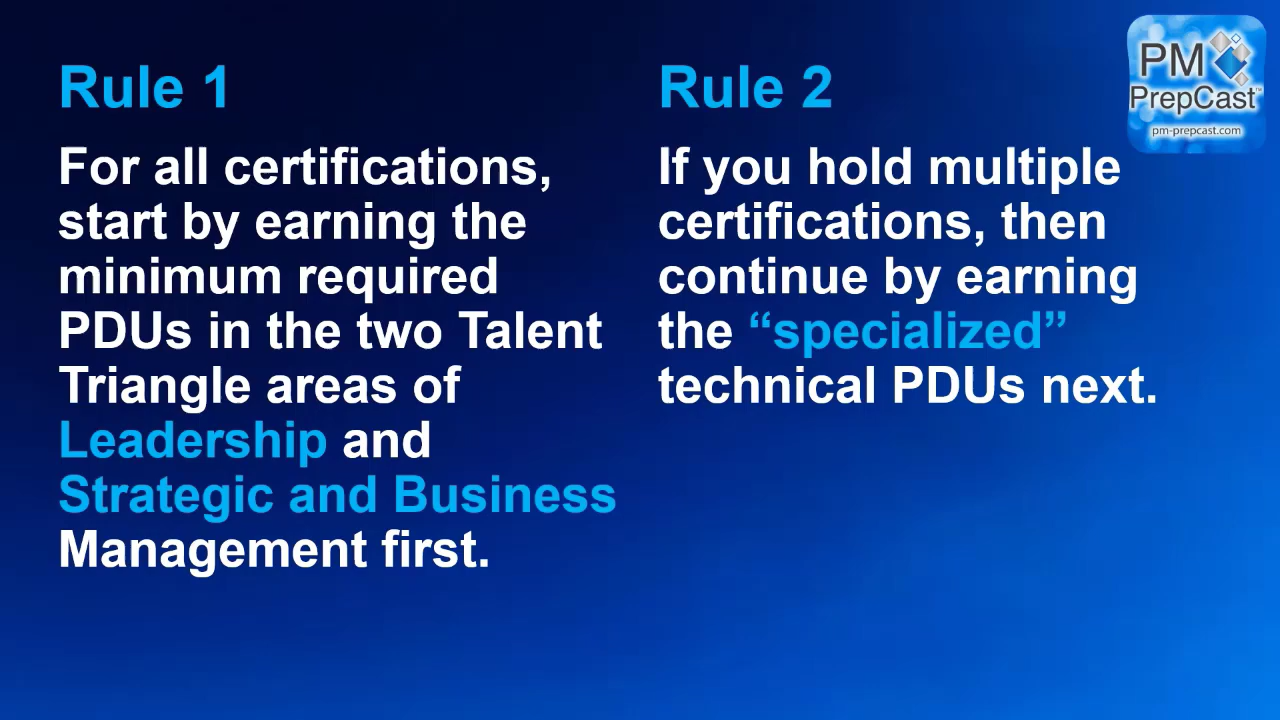 Rule 1
For all certifications,
start by earning the
minimum required
PDUs in the two Talent
Triangle areas of
Leadership and
Strategic and Business
Management first.
Rule 2
If you hold multiple
certifications, then
continue by earning
the “specialized”
technical PDUs next.
PM
PrepCast™
pm-prepcast.com